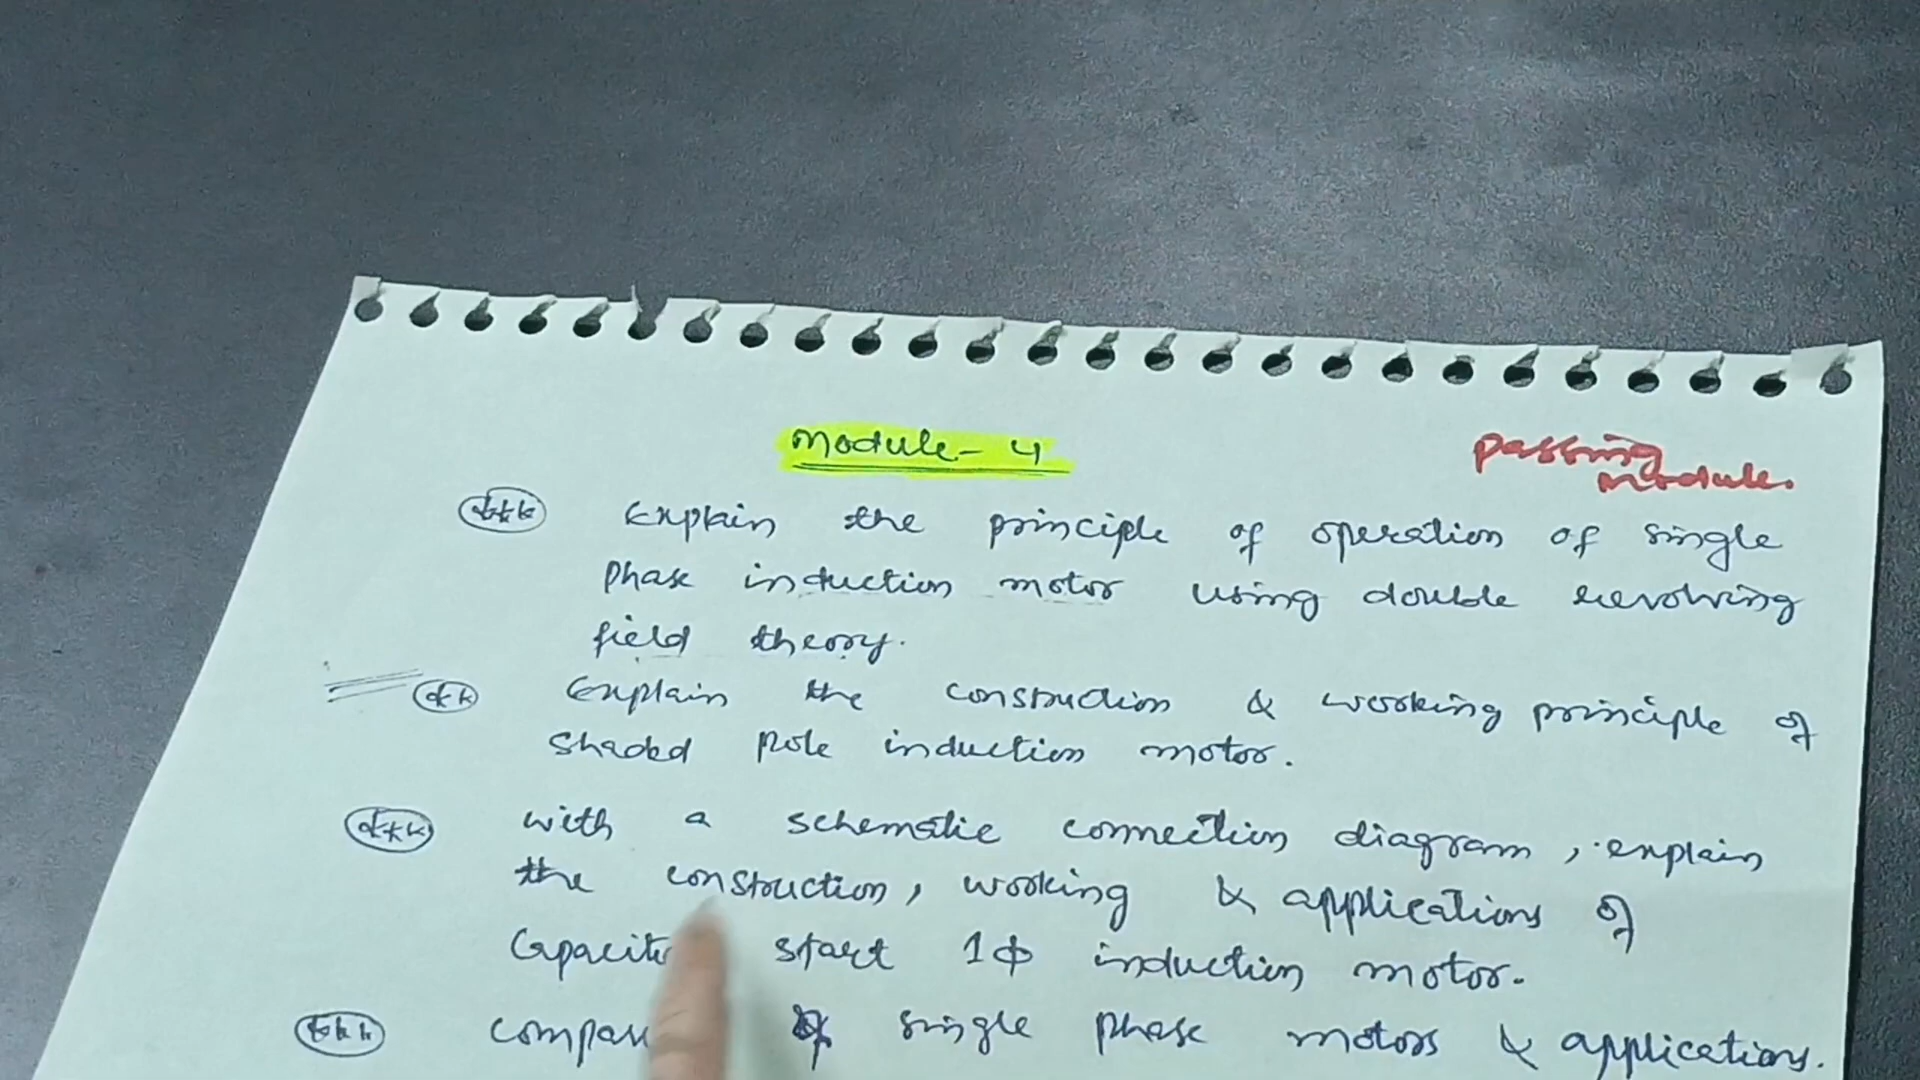 Module - 4
passing
module.
*** Explain the principle of operation of single
phase induction motor using double revolving
field theory.
** Explain the construction & working principle of
shaded pole induction motor.
*** with a schematic connection diagram, explain
the construction, working & applications of
start 1ϕ induction motor.
*** single phase motors & applications.